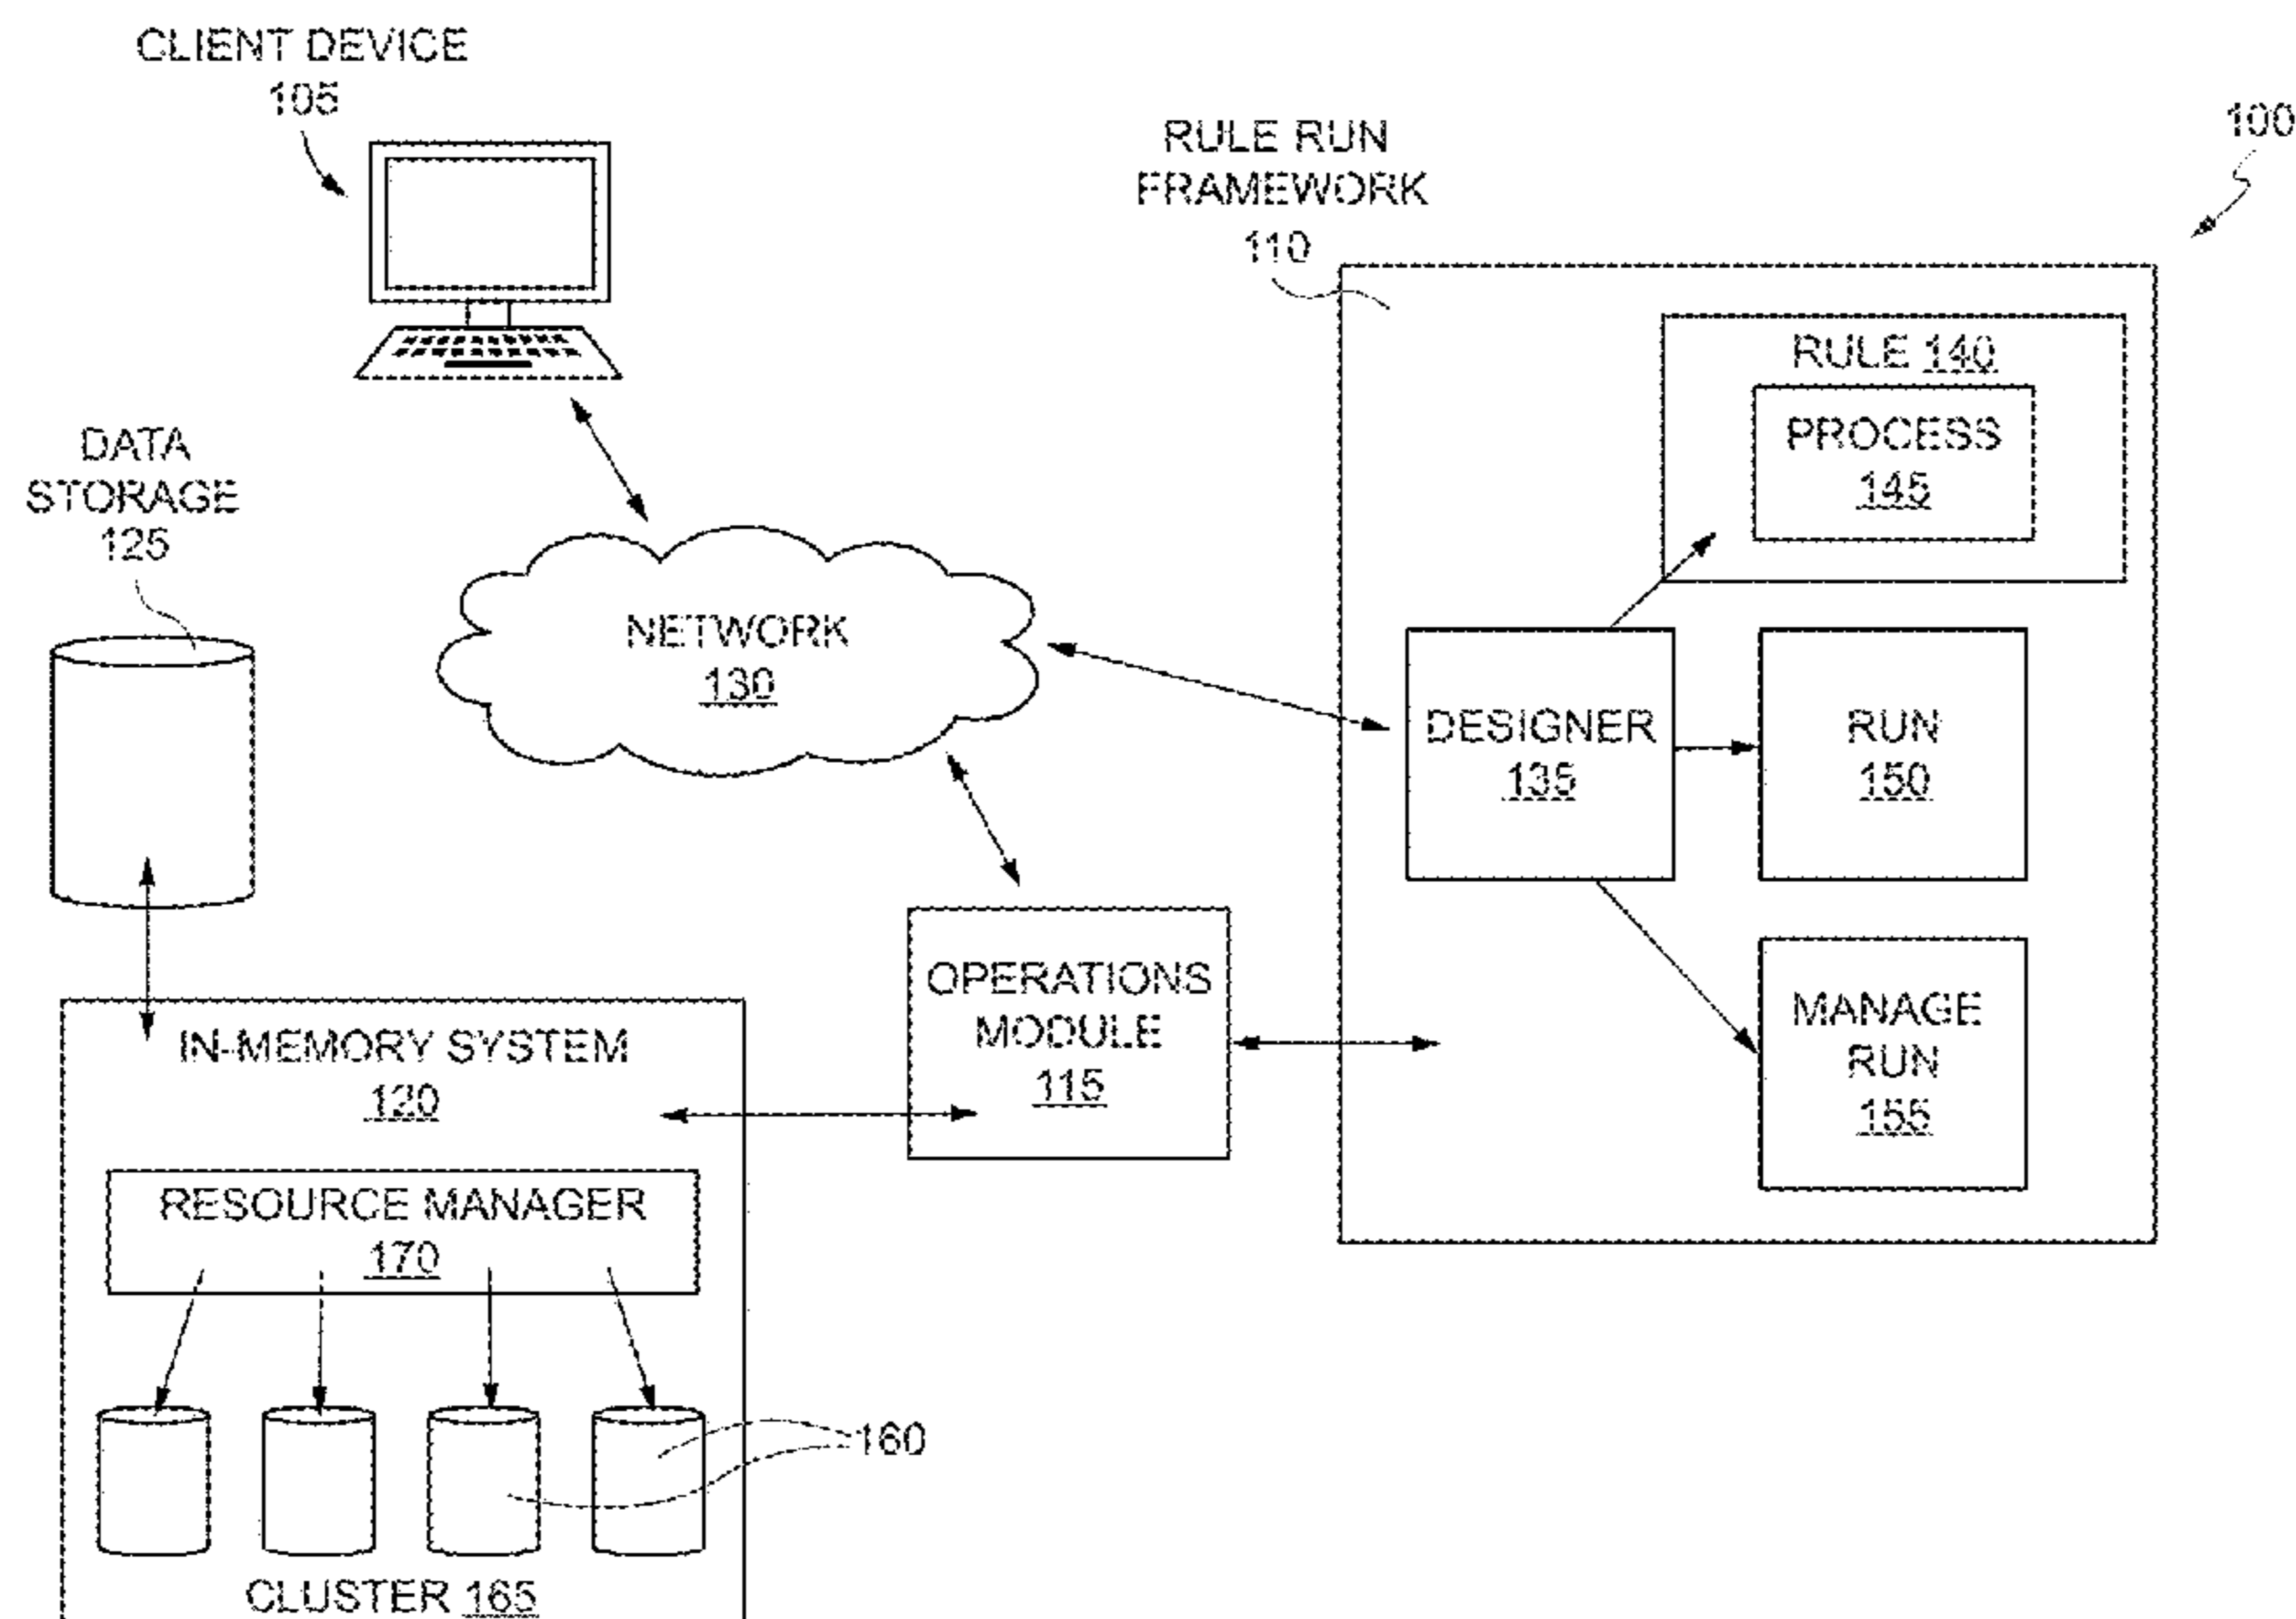 CLIENT DEVICE
105
100
RULE RUN
FRAMEWORK
110
RULE 140
PROCESS
145
DATA
STORAGE
125
NETWORK
130
DESIGNER
135
RUN
150
OPERATIONS
MODULE
115
MANAGE
RUN
155
IN-MEMORY SYSTEM
120
RESOURCE MANAGER
170
160
CLUSTER 165